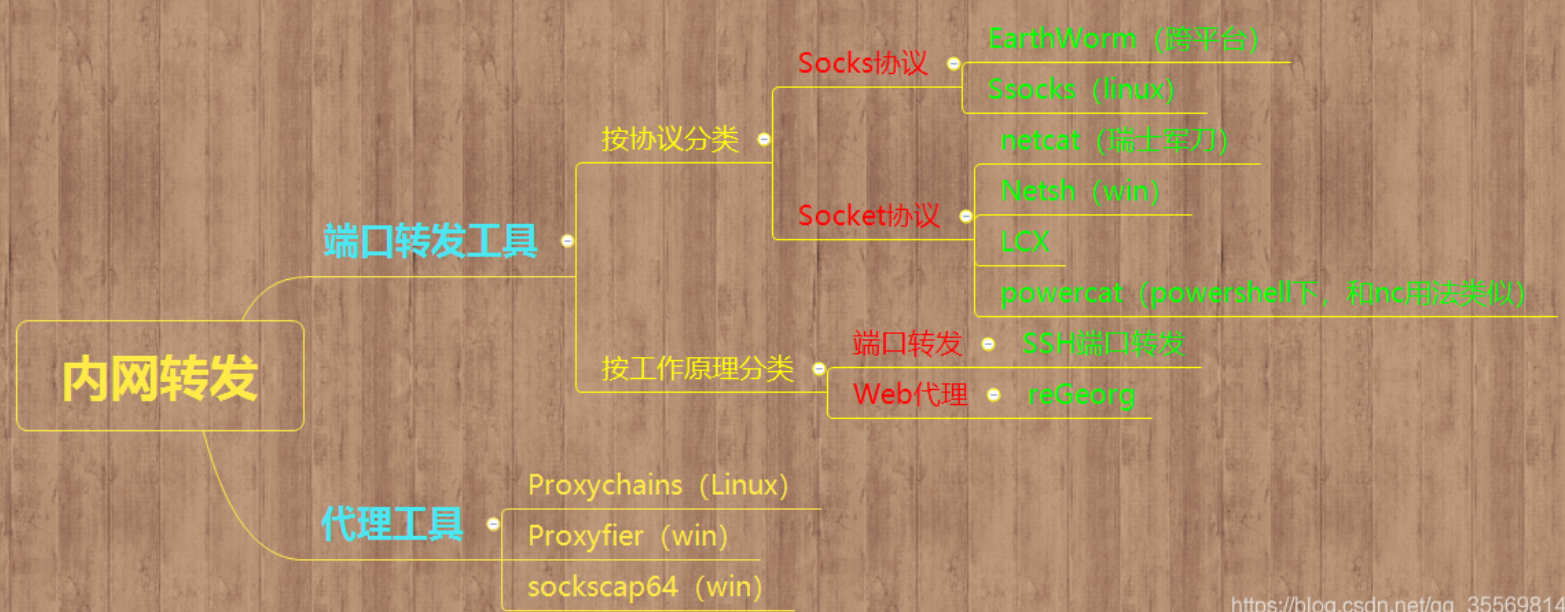 内网转发
端口转发工具
按协议分类
Socks协议
EarthWorm（跨平台）
Ssocks（linux）
Socket协议
netcat（瑞士军刀）
Netsh（win）
LCX
powercat（powershell下，和nc用法类似）
按工作原理分类
端口转发
SSH端口转发
Web代理
reGeorg
代理工具
Proxychains（Linux）
Proxyfier（win）
sockscap64（win）
https://blog.csdn.net/qq_35569814